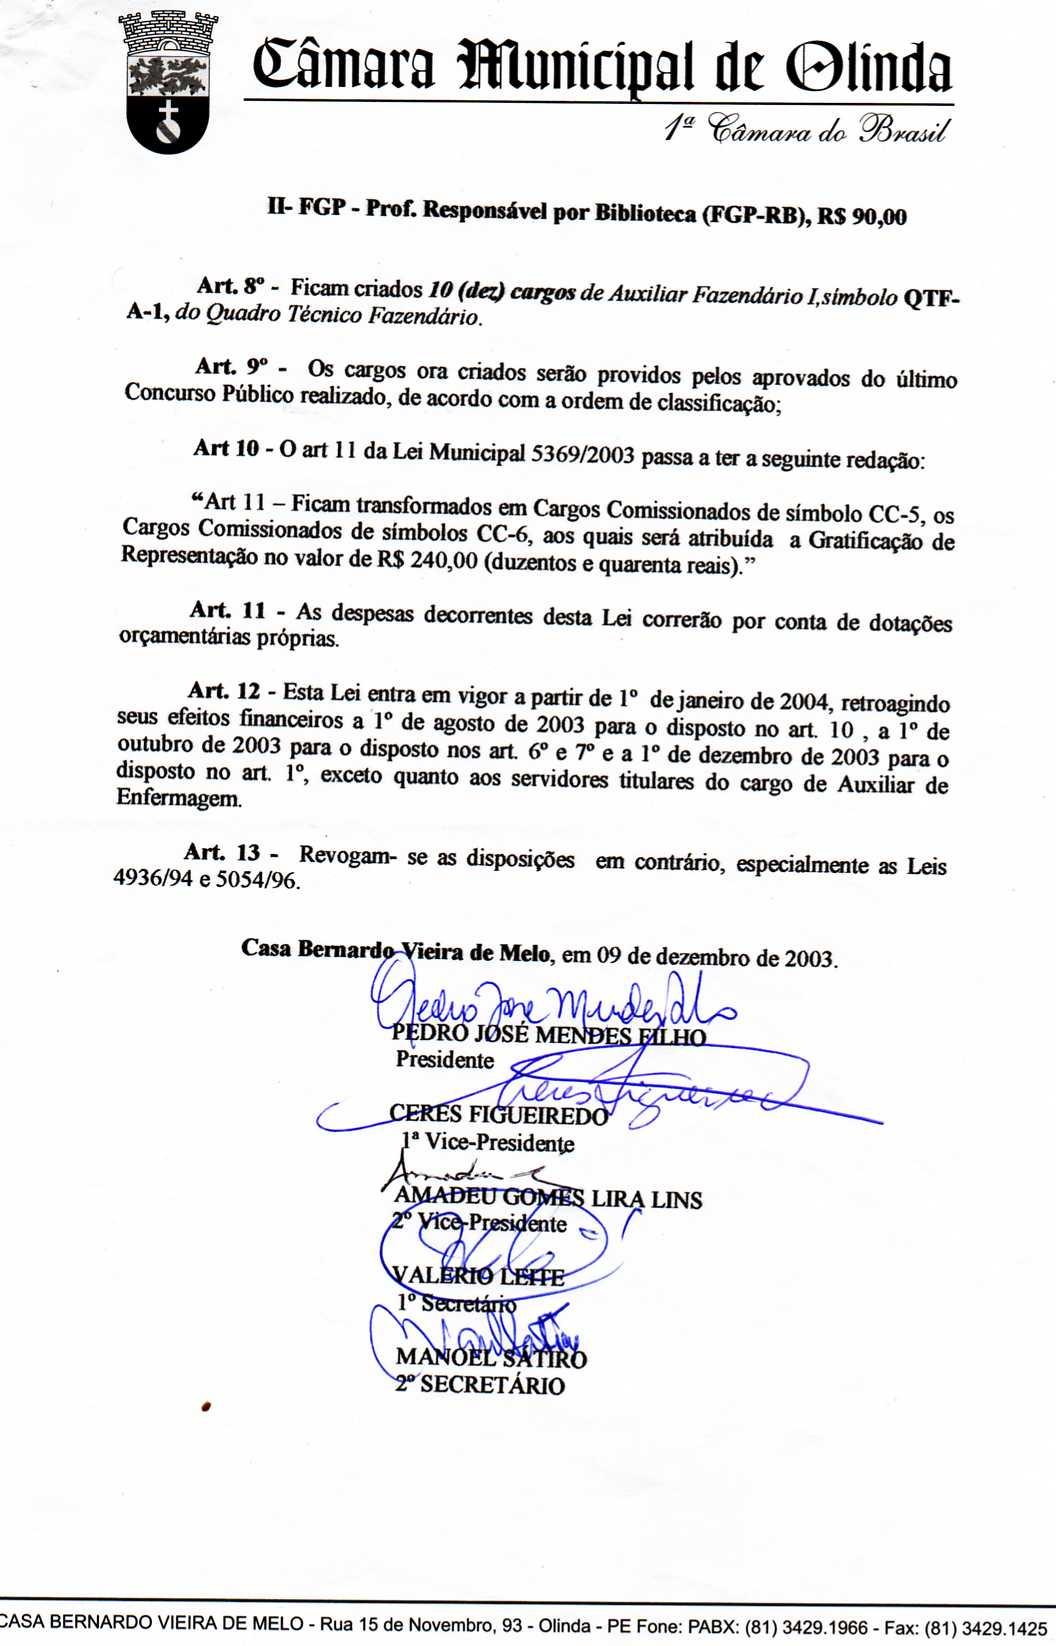 Câmara Municipal de Olinda
1ª Câmara do Brasil
II- FGP - Prof. Responsável por Biblioteca (FGP-RB), R$ 90,00
Art. 8º - Ficam criados 10 (dez) cargos de Auxiliar Fazendário I,símbolo QTF-
A-1, do Quadro Técnico Fazendário.
Art. 9º - Os cargos ora criados serão providos pelos aprovados do último
Concurso Público realizado, de acordo com a ordem de classificação;
Art 10 - O art 11 da Lei Municipal 5369/2003 passa a ter a seguinte redação:
“Art 11 – Ficam transformados em Cargos Comissionados de símbolo CC-5, os
Cargos Comissionados de símbolos CC-6, aos quais será atribuída a Gratificação de
Representação no valor de R$ 240,00 (duzentos e quarenta reais).”
Art. 11 - As despesas decorrentes desta Lei correrão por conta de dotações
orçamentárias próprias.
Art. 12 - Esta Lei entra em vigor a partir de 1º de janeiro de 2004, retroagindo
seus efeitos financeiros a 1º de agosto de 2003 para o disposto no art. 10 , a 1º de
outubro de 2003 para o disposto nos art. 6º e 7º e a 1º de dezembro de 2003 para o
disposto no art. 1º, exceto quanto aos servidores titulares do cargo de Auxiliar de
Enfermagem.
Art. 13 - Revogam- se as disposições em contrário, especialmente as Leis
4936/94 e 5054/96.
Casa Bernardo Vieira de Melo, em 09 de dezembro de 2003.
Pedro José Mendes Filho
PEDRO JOSÉ MENDES FILHO
Presidente
Ceres Figueiredo
CERES FIGUEIREDO
1ª Vice-Presidente
Amadeu
AMADEU GOMES LIRA LINS
2º Vice-Presidente
VALÉRIO LEITE
1º Secretário
MANOEL SÁTIRO
2º SECRETÁRIO
CASA BERNARDO VIEIRA DE MELO - Rua 15 de Novembro, 93 - Olinda - PE Fone: PABX: (81) 3429.1966 - Fax: (81) 3429.1425